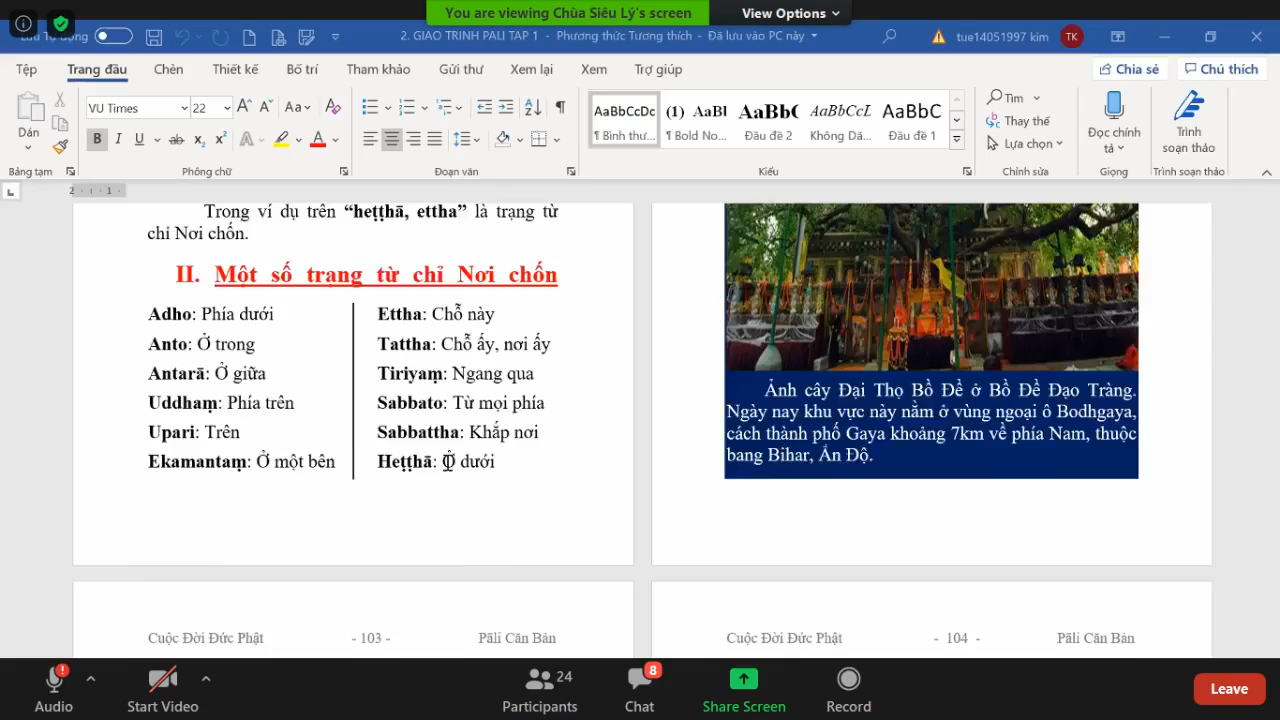 You are viewing Chùa Siêu Lý's screen
View Options
2. GIAO TRINH PALI TAP 1 - Phương thức Tương thích - Đã lưu vào PC này
tue14051997 kim
TK
Tệp Trang đầu Chèn Thiết kế Bố trí Tham khảo Gửi thư Xem lại Xem Trợ giúp
Chia sẻ Chú thích
VU Times 22
Dán
Bảng tạm
Phông chữ
Đoạn văn
AaBbCcDc (1) AaBl AaBb( AaBbCcL AaBbC
¶ Bình thư... ¶ Bold No... Đầu đề 2 Không Dã... Đầu đề 1
Kiểu
Tìm
Thay thế
Lựa chọn
Chỉnh sửa
Đọc chính tả
Giọng
Trình soạn thảo
Trình soạn thảo
2 1
Trong ví dụ trên “heṭṭhā, ettha” là trạng từ
chỉ Nơi chốn.
II. Một số trạng từ chỉ Nơi chốn
Adho: Phía dưới
Anto: Ở trong
Antarā: Ở giữa
Uddhaṃ: Phía trên
Upari: Trên
Ekamantaṃ: Ở một bên
Ettha: Chỗ này
Tattha: Chỗ ấy, nơi ấy
Tiriyaṃ: Ngang qua
Sabbato: Từ mọi phía
Sabbattha: Khắp nơi
Heṭṭhā: Ở dưới
Ảnh cây Đại Thọ Bồ Đề ở Bồ Đề Đạo Tràng.
Ngày nay khu vực này nằm ở vùng ngoại ô Bodhgaya,
cách thành phố Gaya khoảng 7km về phía Nam, thuộc
bang Bihar, Ấn Độ.
Cuộc Đời Đức Phật - 103 - Pāli Căn Bản
Cuộc Đời Đức Phật - 104 - Pāli Căn Bản
Audio
Start Video
Participants 24
Chat 8
Share Screen
Record
Leave